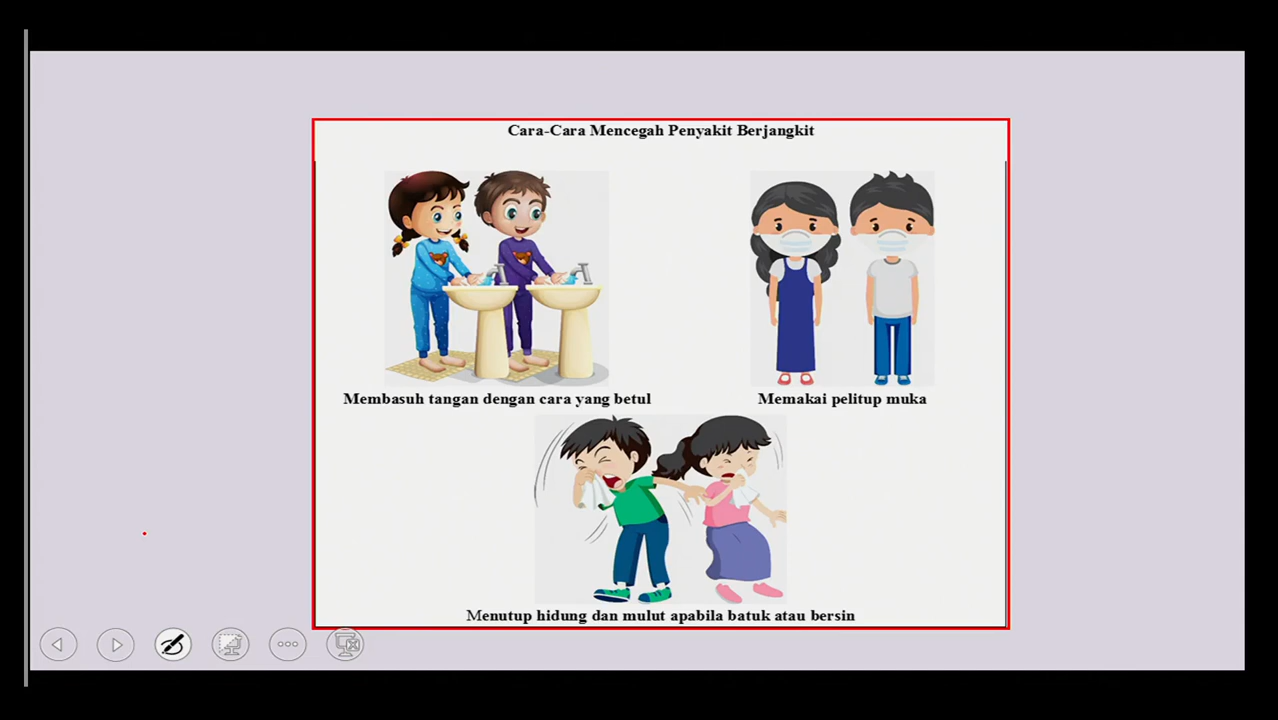 Cara-Cara Mencegah Penyakit Berjangkit
Membasuh tangan dengan cara yang betul
Memakai pelitup muka
Menutup hidung dan mulut apabila batuk atau bersin